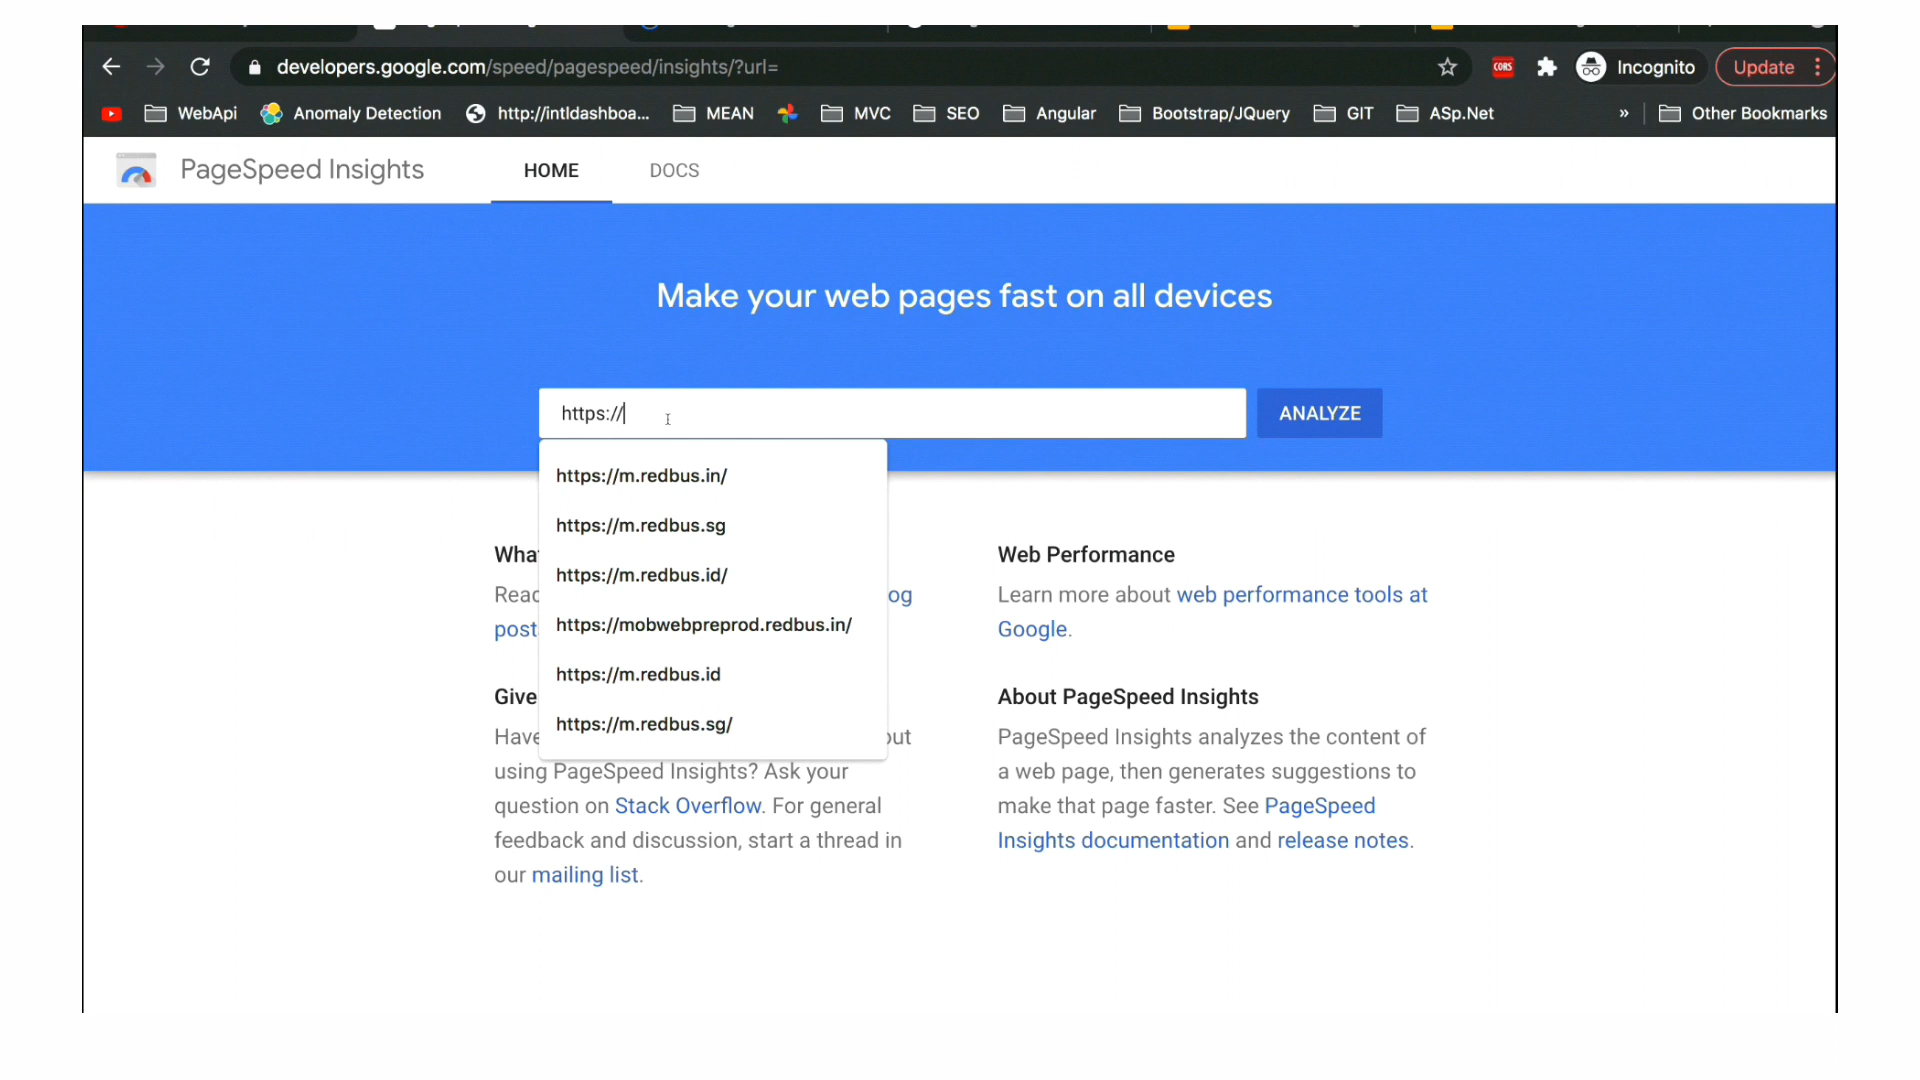 developers.google.com/speed/pagespeed/insights/?url=
CORS
Incognito
Update
WebApi
Anomaly Detection
http://intldashboa...
MEAN
MVC
SEO
Angular
Bootstrap/JQuery
GIT
ASp.Net
»
Other Bookmarks
PageSpeed Insights
HOME
DOCS
Make your web pages fast on all devices
https://
ANALYZE
https://m.redbus.in/
https://m.redbus.sg
https://m.redbus.id/
https://mobwebpreprod.redbus.in/
https://m.redbus.id
https://m.redbus.sg/
Web Performance
Learn more about web performance tools at
Google.
Give
Have
using PageSpeed Insights? Ask your
question on Stack Overflow. For general
feedback and discussion, start a thread in
our mailing list.
About PageSpeed Insights
PageSpeed Insights analyzes the content of
a web page, then generates suggestions to
make that page faster. See PageSpeed
Insights documentation and release notes.